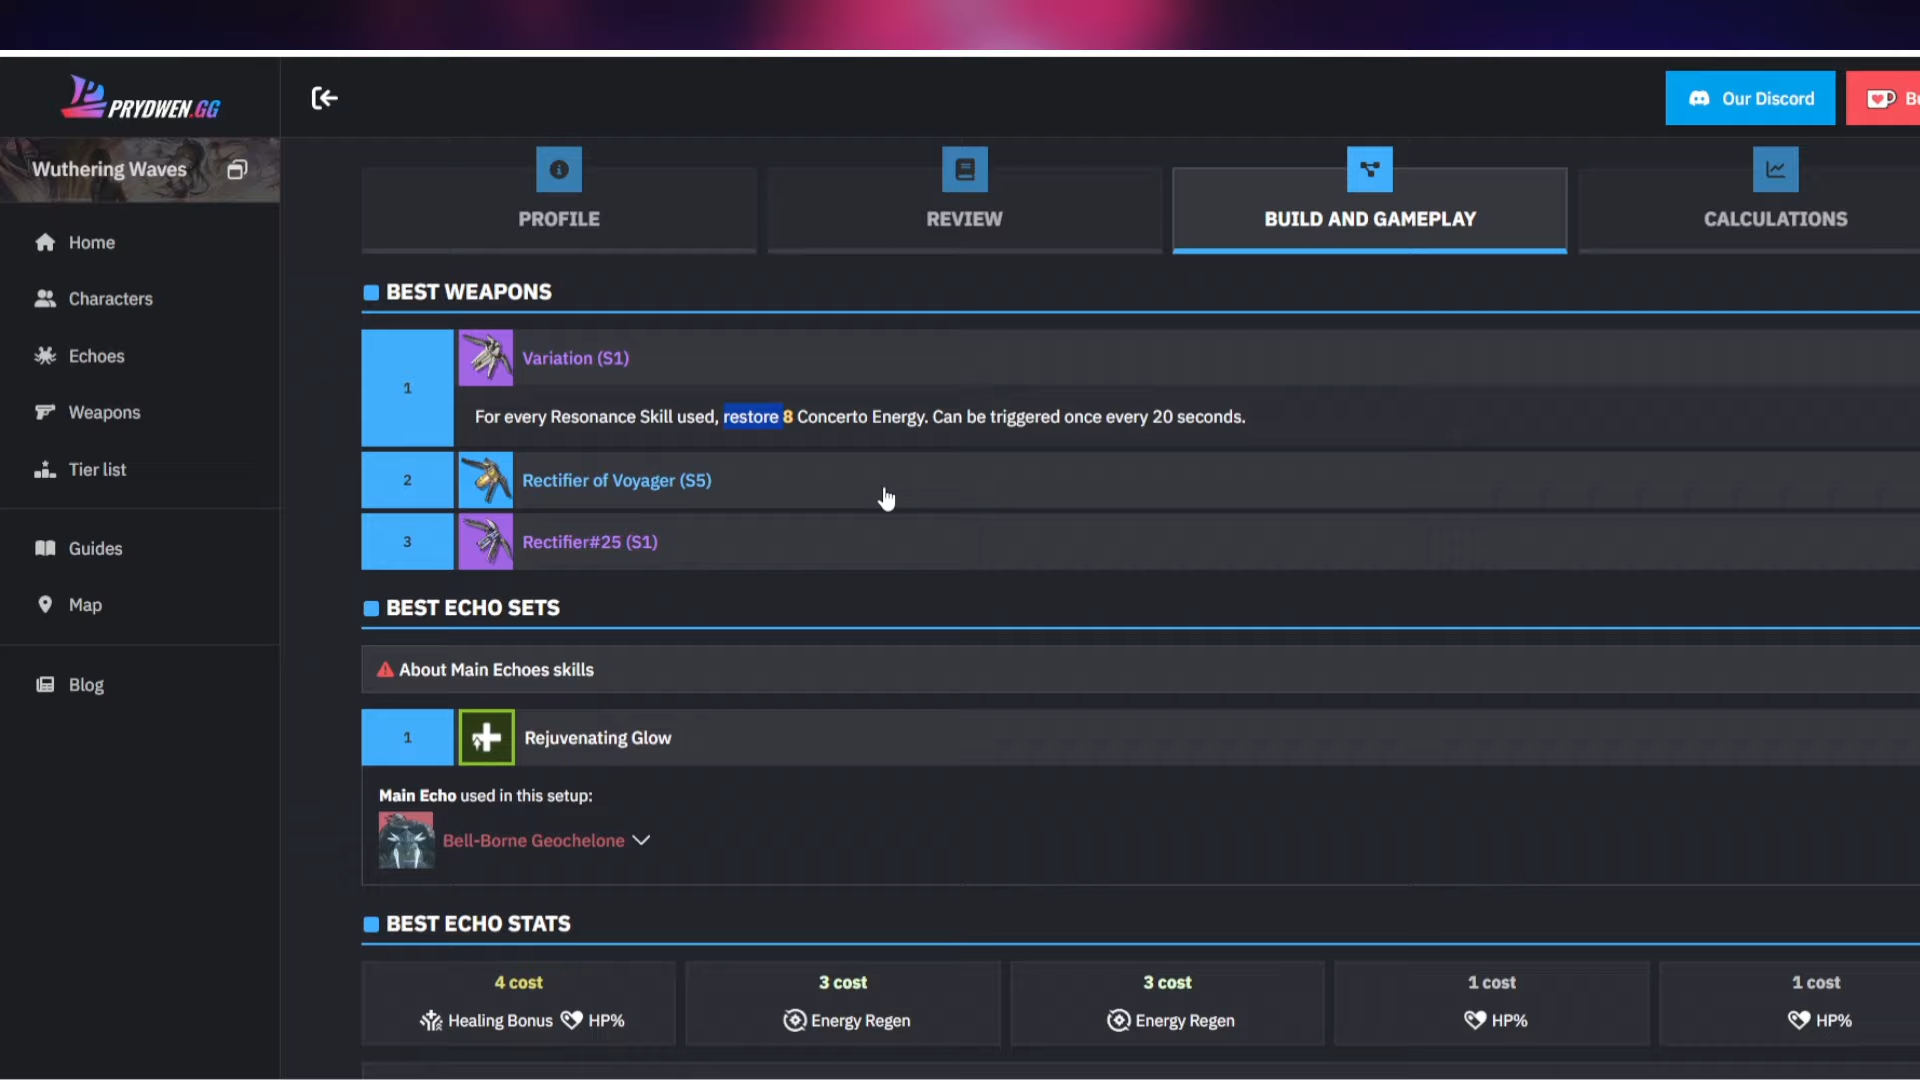 PRYDWEN.GG
Our Discord
Bu
Wuthering Waves
Home
Characters
Echoes
Weapons
Tier list
Guides
Map
Blog
PROFILE
REVIEW
BUILD AND GAMEPLAY
CALCULATIONS
BEST WEAPONS
1
Variation (S1)
For every Resonance Skill used, restore 8 Concerto Energy. Can be triggered once every 20 seconds.
2
Rectifier of Voyager (S5)
3
Rectifier#25 (S1)
BEST ECHO SETS
About Main Echoes skills
1
Rejuvenating Glow
Main Echo used in this setup:
Bell-Borne Geochelone
BEST ECHO STATS
4 cost
Healing Bonus HP%
3 cost
Energy Regen
3 cost
Energy Regen
1 cost
HP%
1 cost
HP%